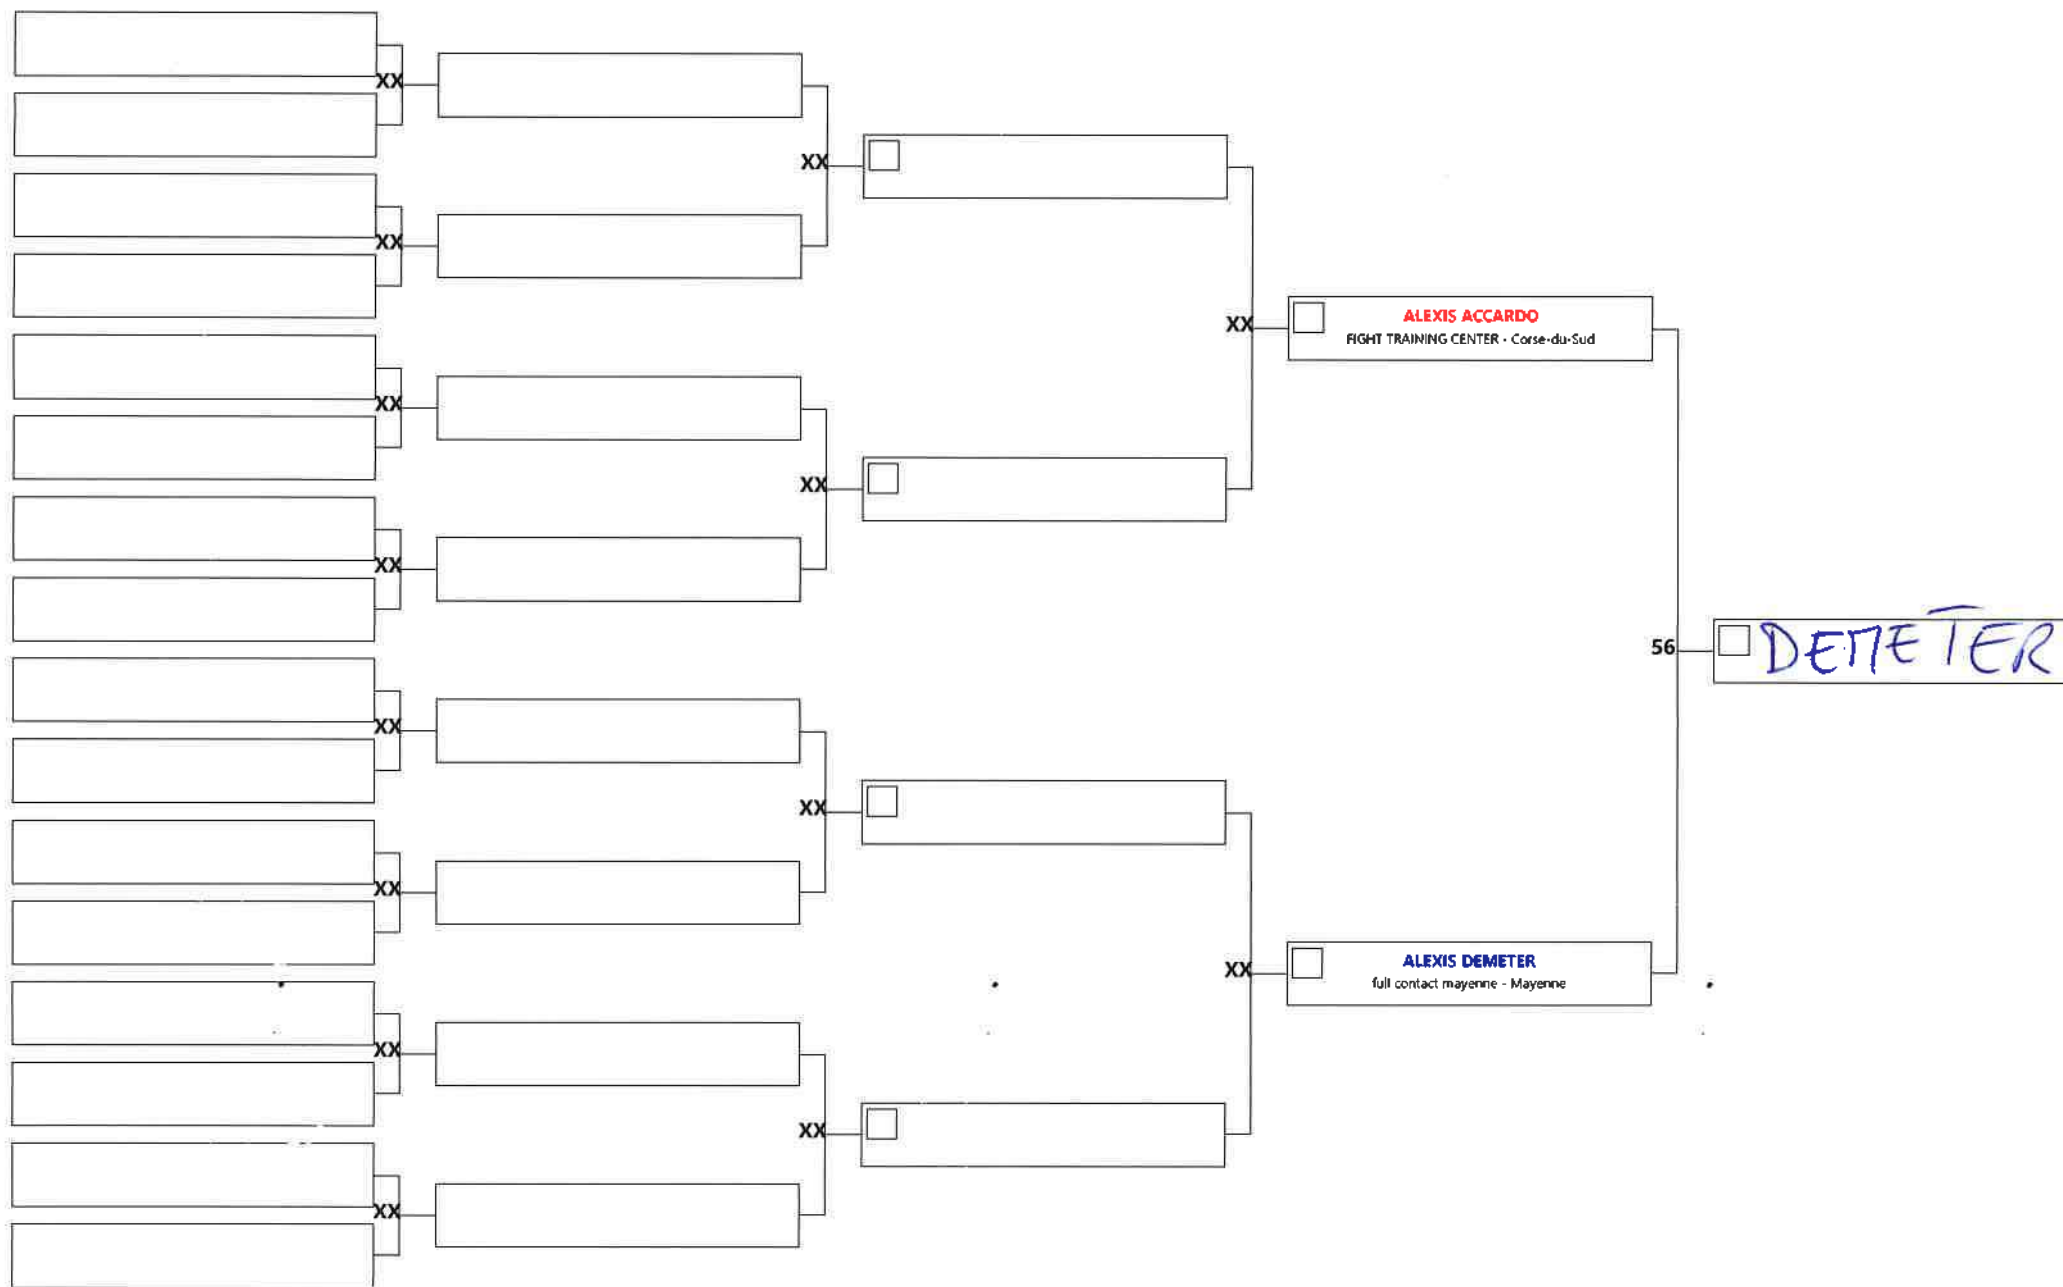 XX
XX
XX
XX
XX
ALEXIS ACCARDO
FIGHT TRAINING CENTER - Corse-du-Sud
XX
XX
XX
56
DEMETER
XX
XX
XX
XX
ALEXIS DEMETER
full contact mayenne - Mayenne
XX
XX
XX